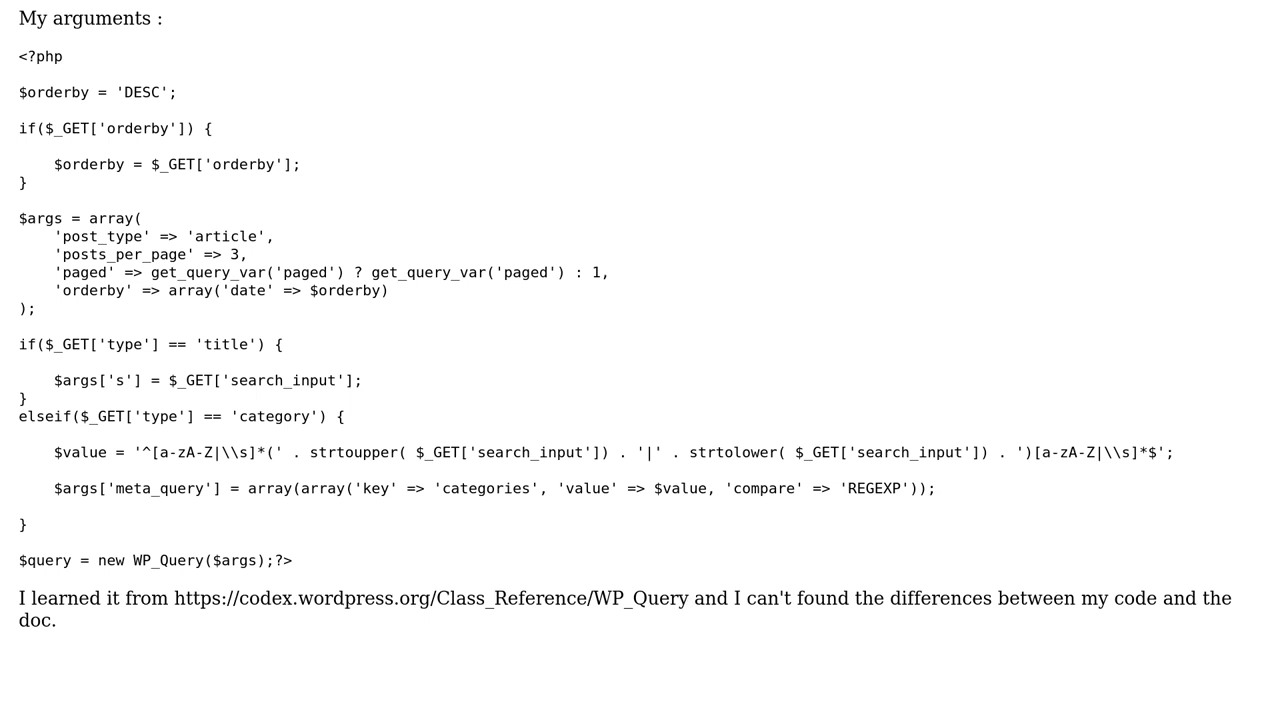 My arguments :
<?php
$orderby = 'DESC';
if($_GET['orderby']) {
    $orderby = $_GET['orderby'];
}
$args = array(
    'post_type' => 'article',
    'posts_per_page' => 3,
    'paged' => get_query_var('paged') ? get_query_var('paged') : 1,
    'orderby' => array('date' => $orderby)
);
if($_GET['type'] == 'title') {
    $args['s'] = $_GET['search_input'];
}
elseif($_GET['type'] == 'category') {
    $value = '^[a-zA-Z|\\s]*(' . strtoupper( $_GET['search_input']) . '|' . strtolower( $_GET['search_input']) . ')[a-zA-Z|\\s]*$';
    $args['meta_query'] = array(array('key' => 'categories', 'value' => $value, 'compare' => 'REGEXP'));
}
$query = new WP_Query($args);?>
I learned it from https://codex.wordpress.org/Class_Reference/WP_Query and I can't found the differences between my code and the
doc.